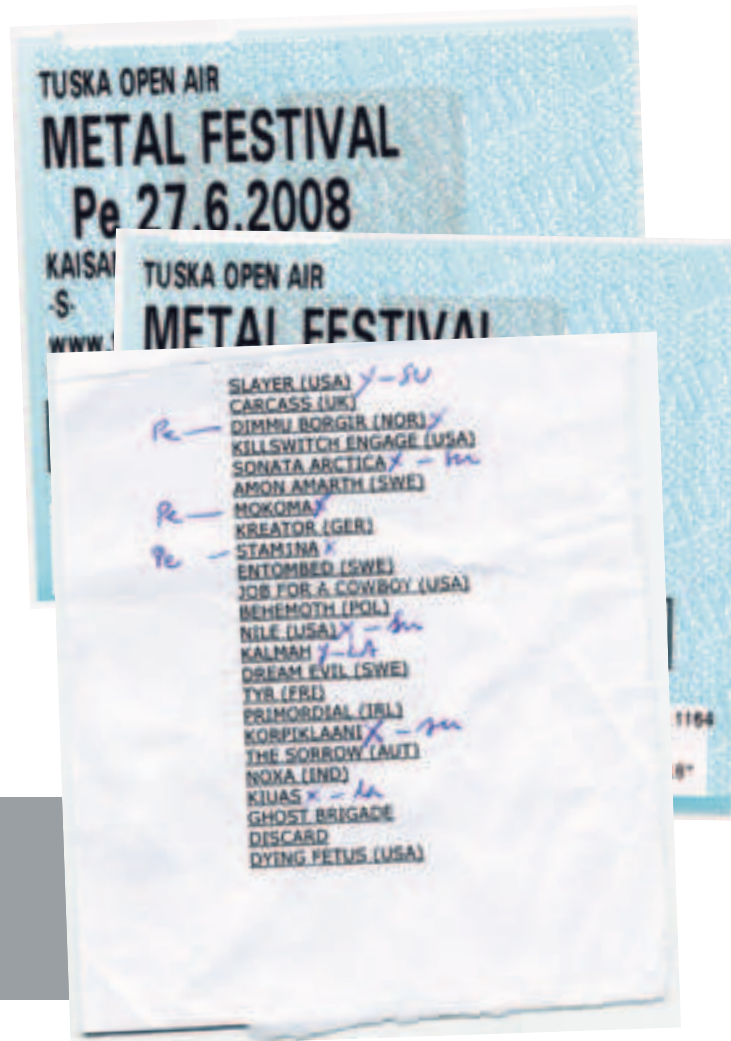 TUSKA OPEN AIR
METAL FESTIVAL
Pe 27.6.2008
KAISA
-S-
www.
TUSKA OPEN AIR
METAL FESTIVAL
1164
SLAYER (USA) X - SU
CARCASS (UK)
Pe — DIMMU BORGIR (NOR) X
KILLSWITCH ENGAGE (USA)
SONATA ARCTICA X - su
AMON AMARTH (SWE)
Pe — MOKOMA X
KREATOR (GER)
Pe - STAM1NA X
ENTOMBED (SWE)
JOB FOR A COWBOY (USA)
BEHEMOTH (POL)
NILE (USA) X - su
KALMAH X - LA
DREAM EVIL (SWE)
TYR (FRI)
PRIMORDIAL (IRL)
KORPIKLAANI X - su
THE SORROW (AUT)
NOXA (IND)
KIUAS X - la
GHOST BRIGADE
DISCARD
DYING FETUS (USA)